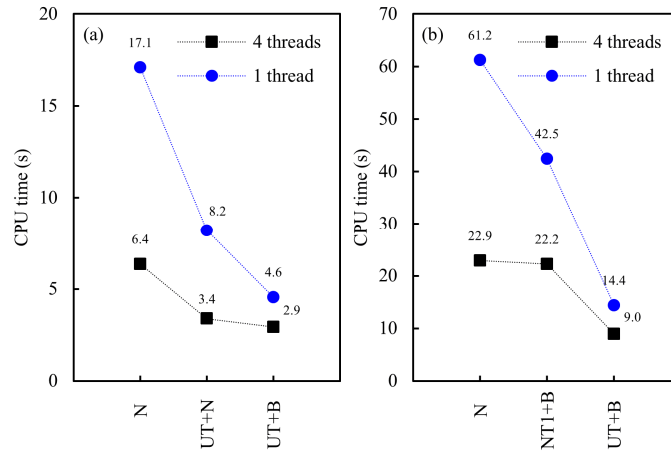 (a)
4 threads
1 thread
CPU time (s)
20
15
10
5
0
17.1
8.2
4.6
6.4
3.4
2.9
N
UT+N
UT+B
(b)
4 threads
1 thread
CPU time (s)
70
60
50
40
30
20
10
0
61.2
42.5
14.4
22.9
22.2
9.0
N
NT1+B
UT+B